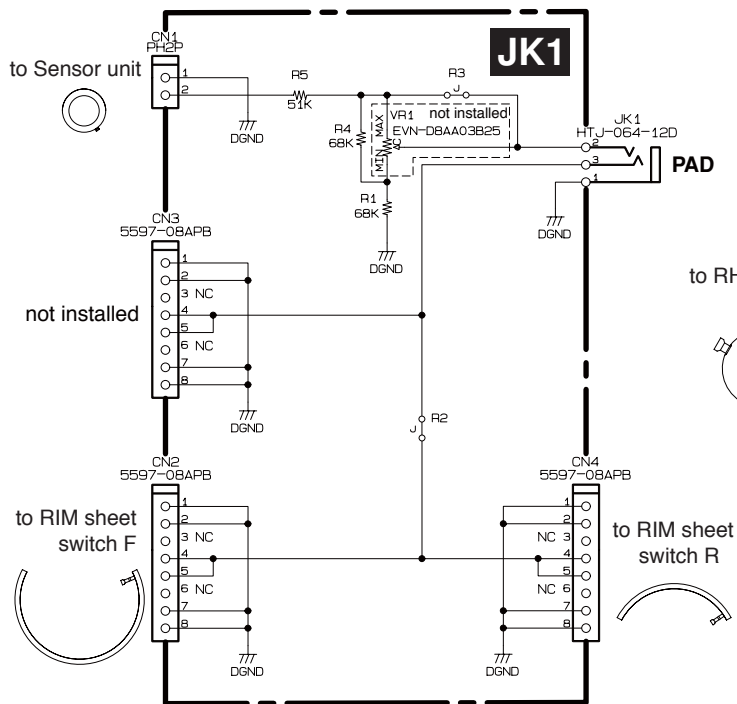 JK1
to Sensor unit
CN1
PH2P
1
2
DGND
R5
51K
R4
68K
R3
J
VR1
not installed
EVN-D8AA03B25
MAX
C
MIN
R1
68K
DGND
JK1
HTJ-064-12D
2
3
1
PAD
DGND
CN3
5597-08APB
not installed
1
2
3 NC
4
5
6 NC
7
8
DGND
to RH
J
R2
CN2
5597-08APB
to RIM sheet
switch F
1
2
3 NC
4
5
6 NC
7
8
DGND
CN4
5597-08APB
to RIM sheet
switch R
1
2
NC 3
4
5
NC 6
7
8
DGND